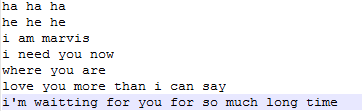 ha ha ha
he he he
i am marvis
i need you now
where you are
love you more than i can say
i'm waitting for you for so much long time